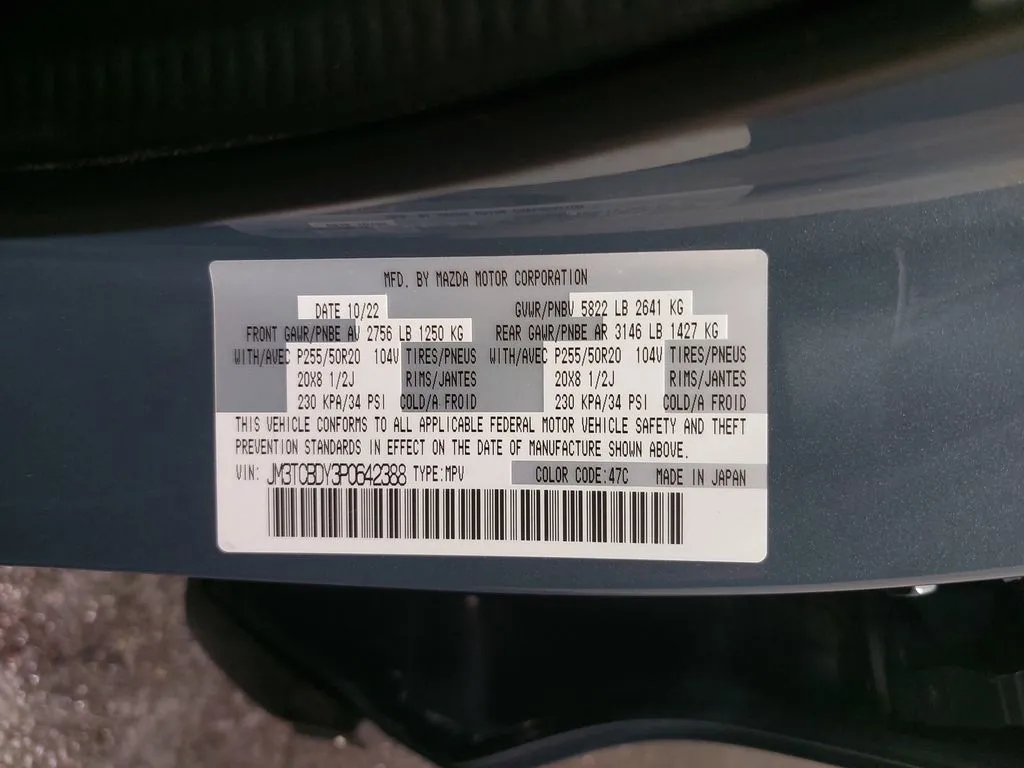 MFD. BY MAZDA MOTOR CORPORATION
DATE 10/22 GVWR/PNBV 5822 LB 2641 KG
FRONT GAWR/PNBE AV 2756 LB 1250 KG REAR GAWR/PNBE AR 3146 LB 1427 KG
WITH/AVEC P255/50R20 104V TIRES/PNEUS WITH/AVEC P255/50R20 104V TIRES/PNEUS
20X8 1/2J RIMS/JANTES 20X8 1/2J RIMS/JANTES
230 KPA/34 PSI COLD/A FROID 230 KPA/34 PSI COLD/A FROID
THIS VEHICLE CONFORMS TO ALL APPLICABLE FEDERAL MOTOR VEHICLE SAFETY AND THEFT
PREVENTION STANDARDS IN EFFECT ON THE DATE OF MANUFACTURE SHOWN ABOVE.
VIN: JM3TCBDY3P0642388 TYPE:MPV COLOR CODE:47C MADE IN JAPAN